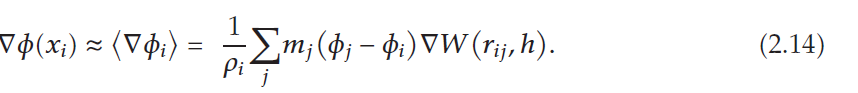 ∇ϕ(xᵢ) ≈ ⟨∇ϕᵢ⟩ = 1/ρᵢ ∑ⱼ mⱼ(ϕⱼ – ϕᵢ)∇W(rᵢⱼ, h). (2.14)